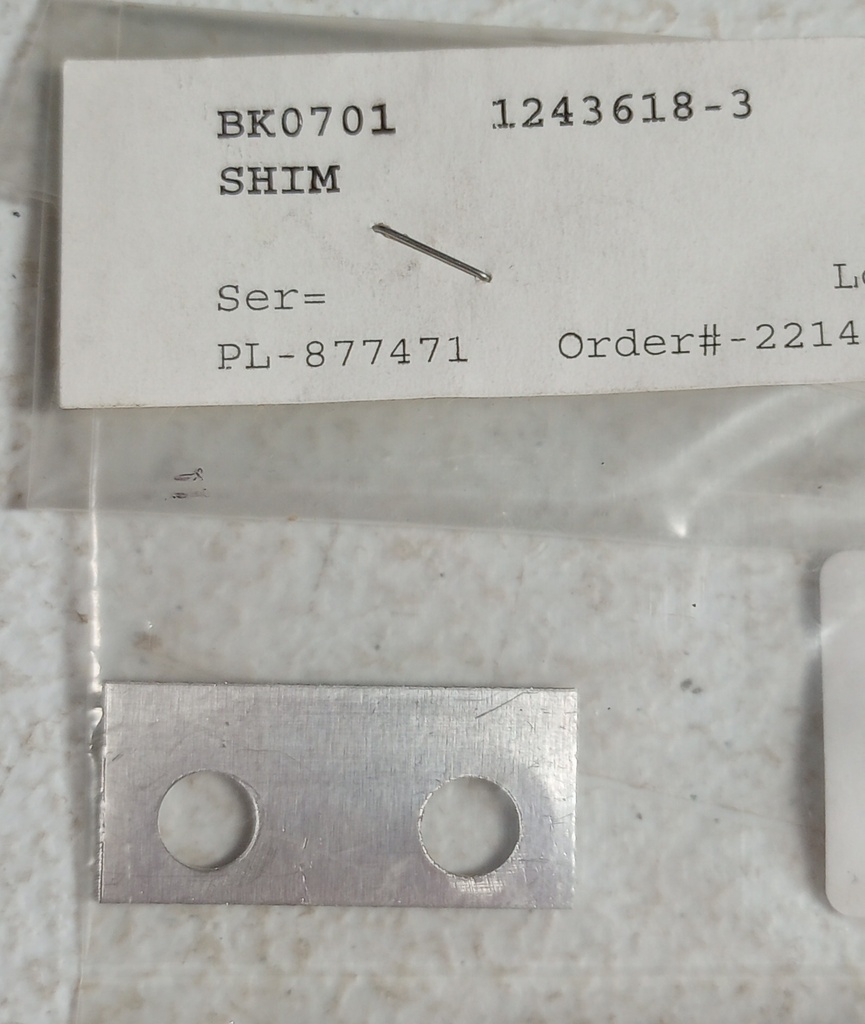 BK0701 1243618-3
SHIM
Ser=
PL-877471 Order#-2214